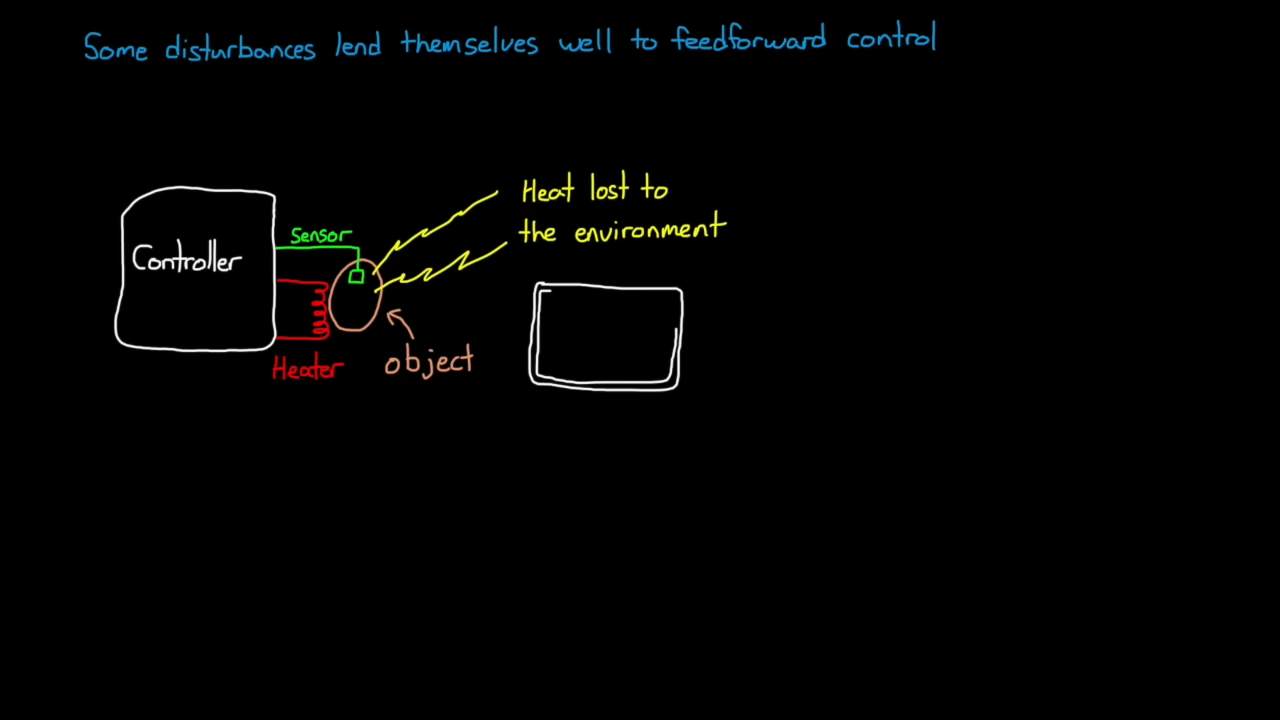 Some disturbances lend themselves well to feedforward control
Heat lost to
the environment
Sensor
Controller
object
Heater